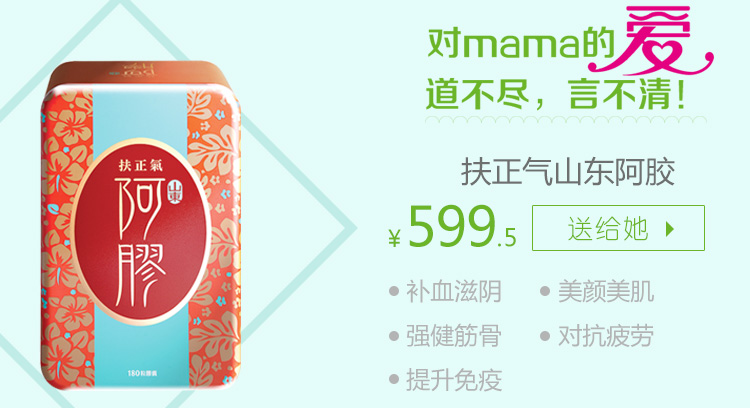 对mama的爱
道不尽，言不清！
扶正气山东阿胶
¥599.5
送给她
补血滋阴
美颜美肌
强健筋骨
对抗疲劳
提升免疫
扶正氣
山東
阿膠